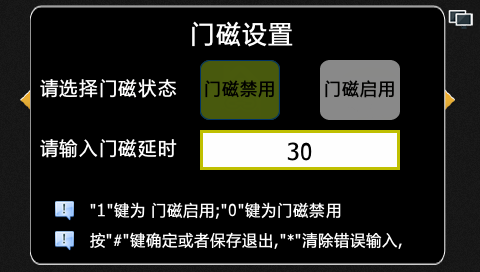 门磁设置
请选择门磁状态 门磁禁用 门磁启用
请输入门磁延时 30
"1"键为 门磁启用;"0"键为门磁禁用
按"#"键确定或者保存退出,"*"清除错误输入,